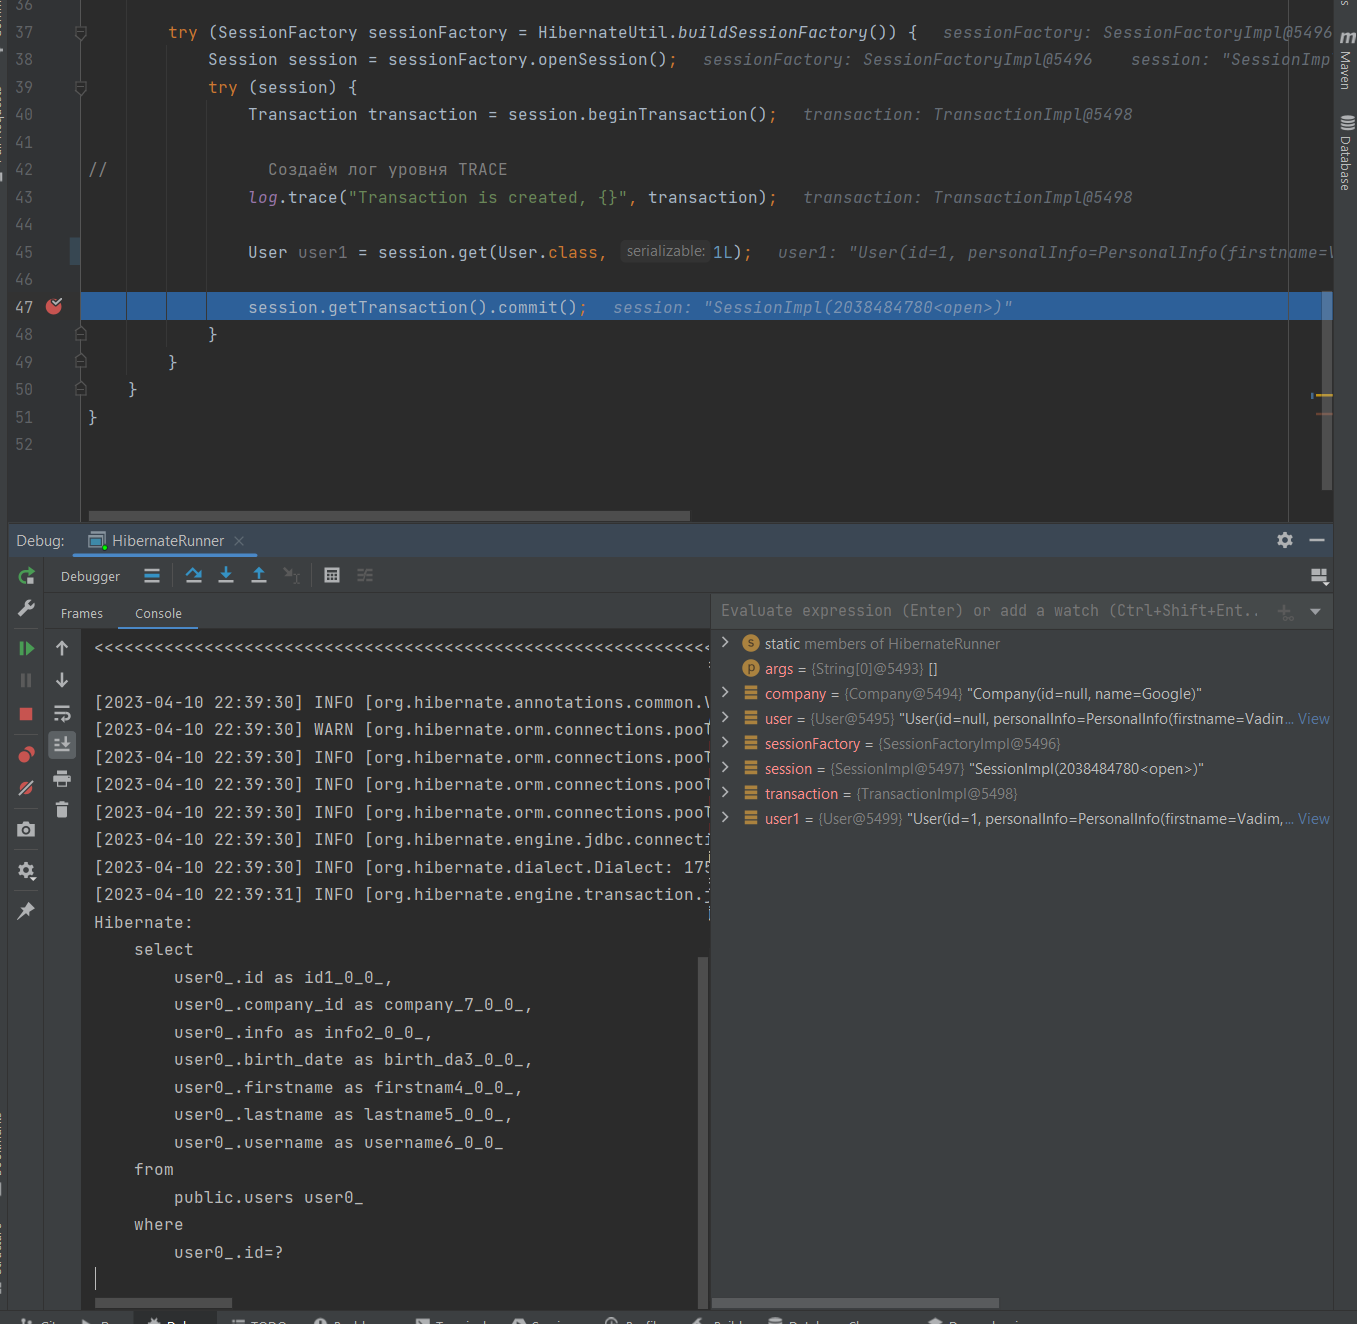 36
37 try (SessionFactory sessionFactory = HibernateUtil.buildSessionFactory()) { sessionFactory: SessionFactoryImpl@5496
38 Session session = sessionFactory.openSession(); sessionFactory: SessionFactoryImpl@5496 session: "SessionImp
39 try (session) {
40 Transaction transaction = session.beginTransaction(); transaction: TransactionImpl@5498
41
42 // Создаём лог уровня TRACE
43 log.trace("Transaction is created, {}", transaction); transaction: TransactionImpl@5498
44
45 User user1 = session.get(User.class, serializable: 1L); user1: "User(id=1, personalInfo=PersonalInfo(firstname=V
46
47 session.getTransaction().commit(); session: "SessionImpl(2038484780<open>)"
48 }
49 }
50 }
51 }
52
Maven
Database
Debug: HibernateRunner
Debugger
Frames Console
Evaluate expression (Enter) or add a watch (Ctrl+Shift+Ent..
<<<<<<<<<<<<<<<<<<<<<<<<<<<<<<<<<<<<<<<<<<<<<<<<<<<<<<<<<<<<<
[2023-04-10 22:39:30] INFO [org.hibernate.annotations.common.V
[2023-04-10 22:39:30] WARN [org.hibernate.orm.connections.pool
[2023-04-10 22:39:30] INFO [org.hibernate.orm.connections.pool
[2023-04-10 22:39:30] INFO [org.hibernate.orm.connections.pool
[2023-04-10 22:39:30] INFO [org.hibernate.orm.connections.pool
[2023-04-10 22:39:30] INFO [org.hibernate.engine.jdbc.connecti
[2023-04-10 22:39:30] INFO [org.hibernate.dialect.Dialect: 175
[2023-04-10 22:39:31] INFO [org.hibernate.engine.transaction.j
Hibernate:
select
user0_.id as id1_0_0_,
user0_.company_id as company_7_0_0_,
user0_.info as info2_0_0_,
user0_.birth_date as birth_da3_0_0_,
user0_.firstname as firstnam4_0_0_,
user0_.lastname as lastname5_0_0_,
user0_.username as username6_0_0_
from
public.users user0_
where
user0_.id=?
static members of HibernateRunner
args = {String[0]@5493} []
company = {Company@5494} "Company(id=null, name=Google)"
user = {User@5495} "User(id=null, personalInfo=PersonalInfo(firstname=Vadim... View
sessionFactory = {SessionFactoryImpl@5496}
session = {SessionImpl@5497} "SessionImpl(2038484780<open>)"
transaction = {TransactionImpl@5498}
user1 = {User@5499} "User(id=1, personalInfo=PersonalInfo(firstname=Vadim,... View